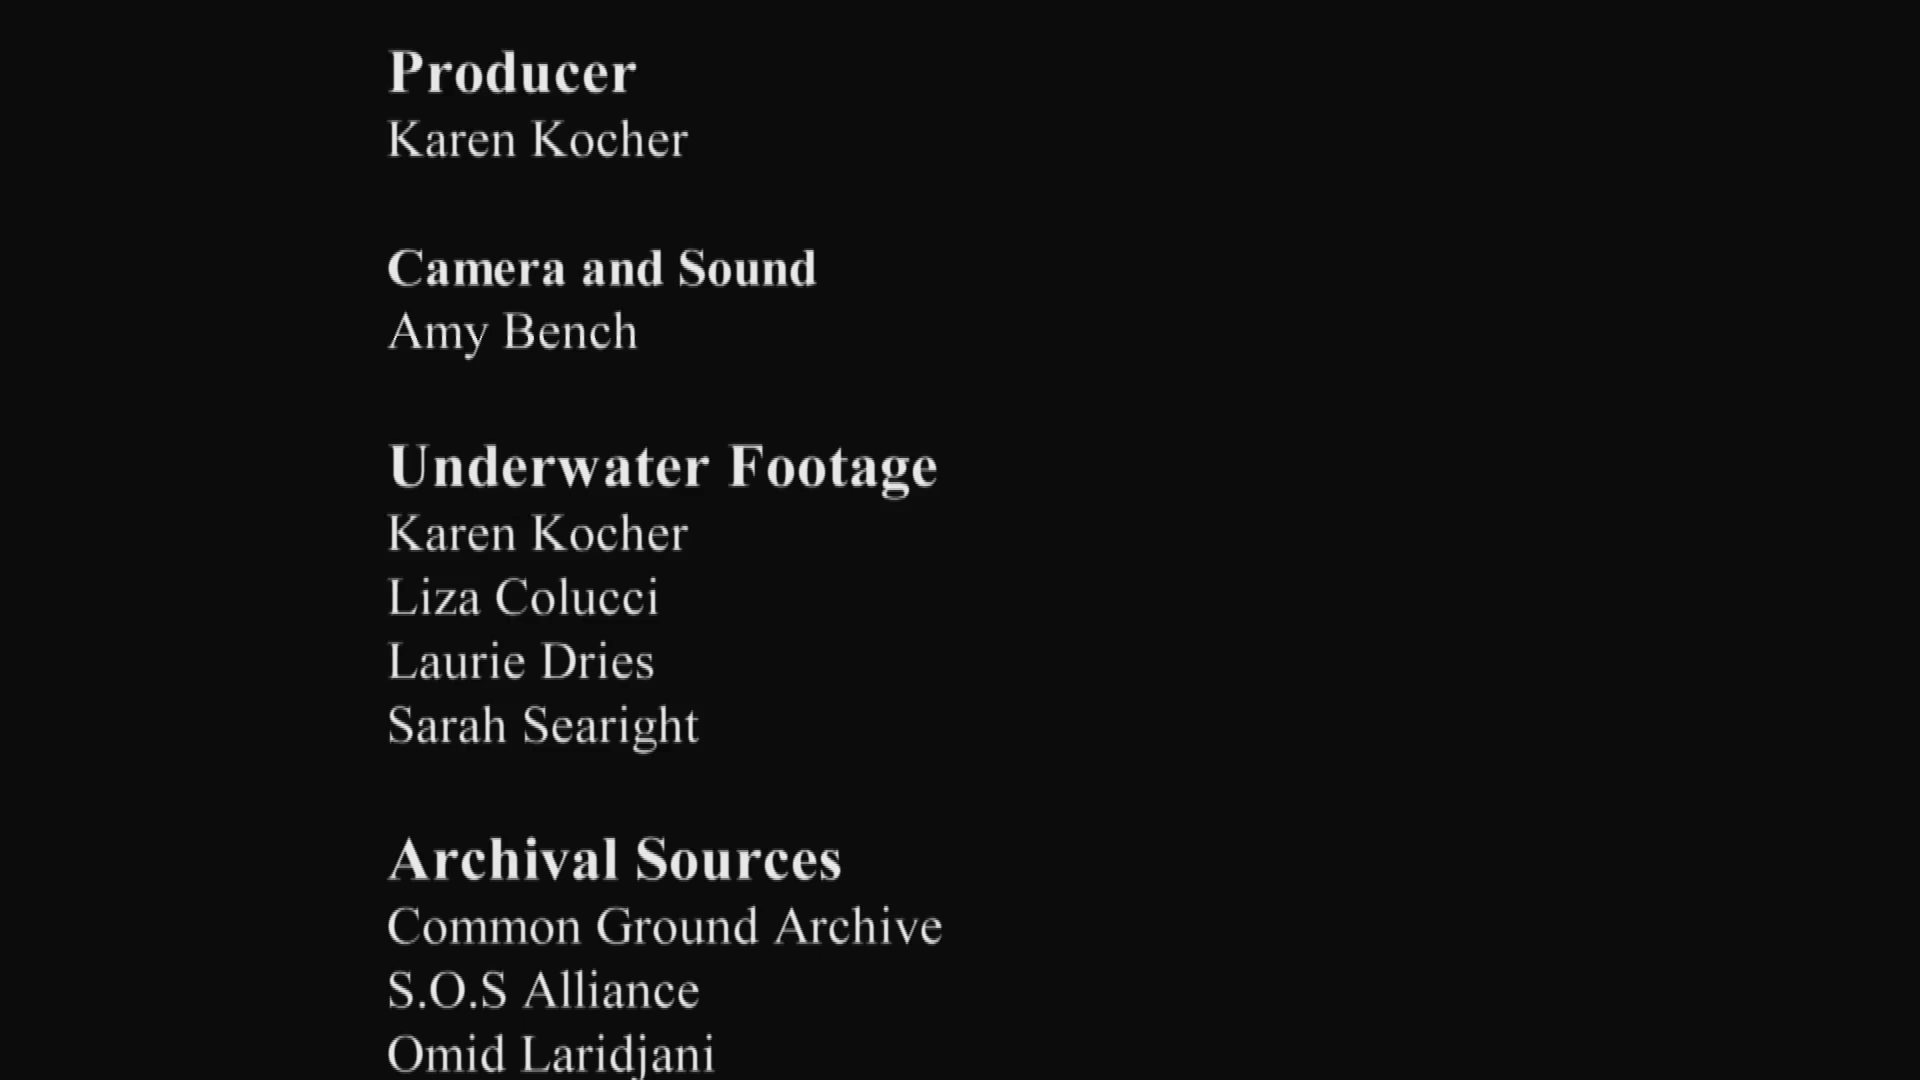 Producer
Karen Kocher
Camera and Sound
Amy Bench
Underwater Footage
Karen Kocher
Liza Colucci
Laurie Dries
Sarah Searight
Archival Sources
Common Ground Archive
S.O.S Alliance
Omid Laridjani